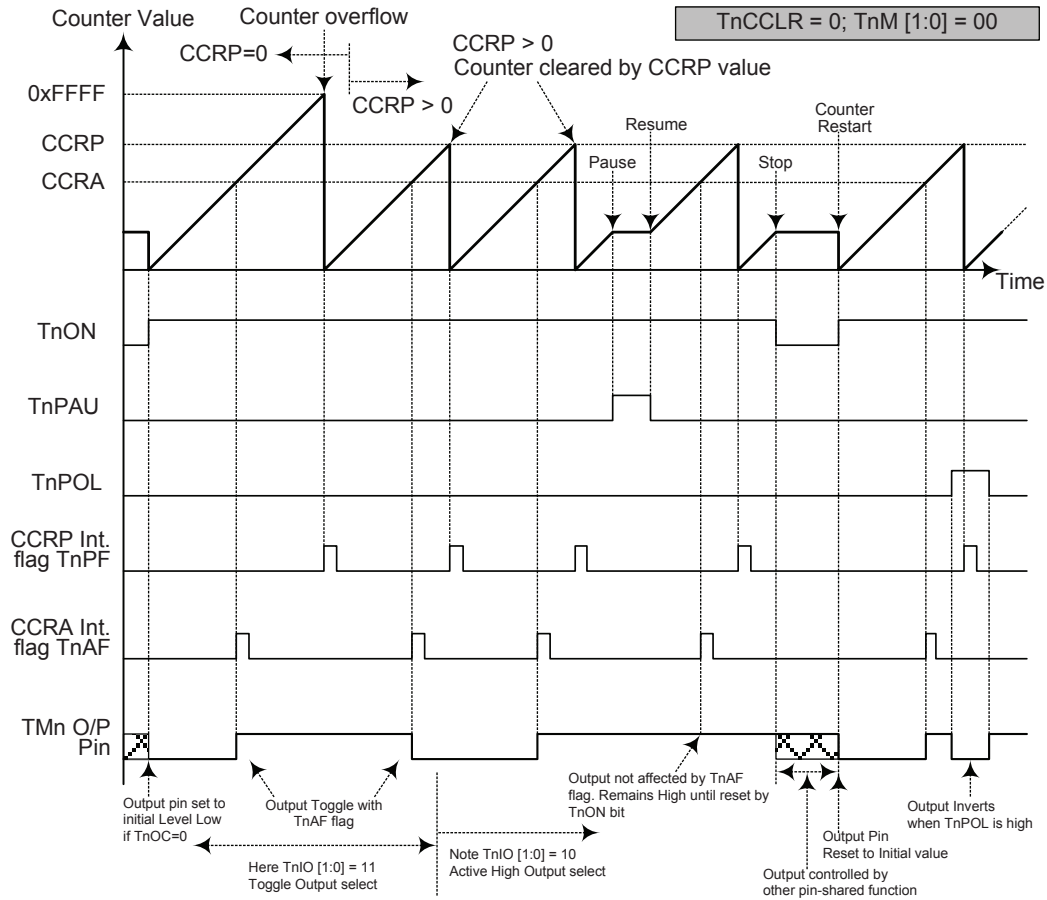 Counter Value
Counter overflow
TnCCLR = 0; TnM [1:0] = 00
CCRP=0
CCRP > 0
CCRP > 0
Counter cleared by CCRP value
0xFFFF
CCRP
CCRA
Pause
Resume
Stop
Counter
Restart
Time
TnON
TnPAU
TnPOL
CCRP Int.
flag TnPF
CCRA Int.
flag TnAF
TMn O/P
Pin
Output pin set to
initial Level Low
if TnOC=0
Output Toggle with
TnAF flag
Here TnIO [1:0] = 11
Toggle Output select
Note TnIO [1:0] = 10
Active High Output select
Output not affected by TnAF
flag. Remains High until reset by
TnON bit
Output controlled by
other pin-shared function
Output Pin
Reset to Initial value
Output Inverts
when TnPOL is high